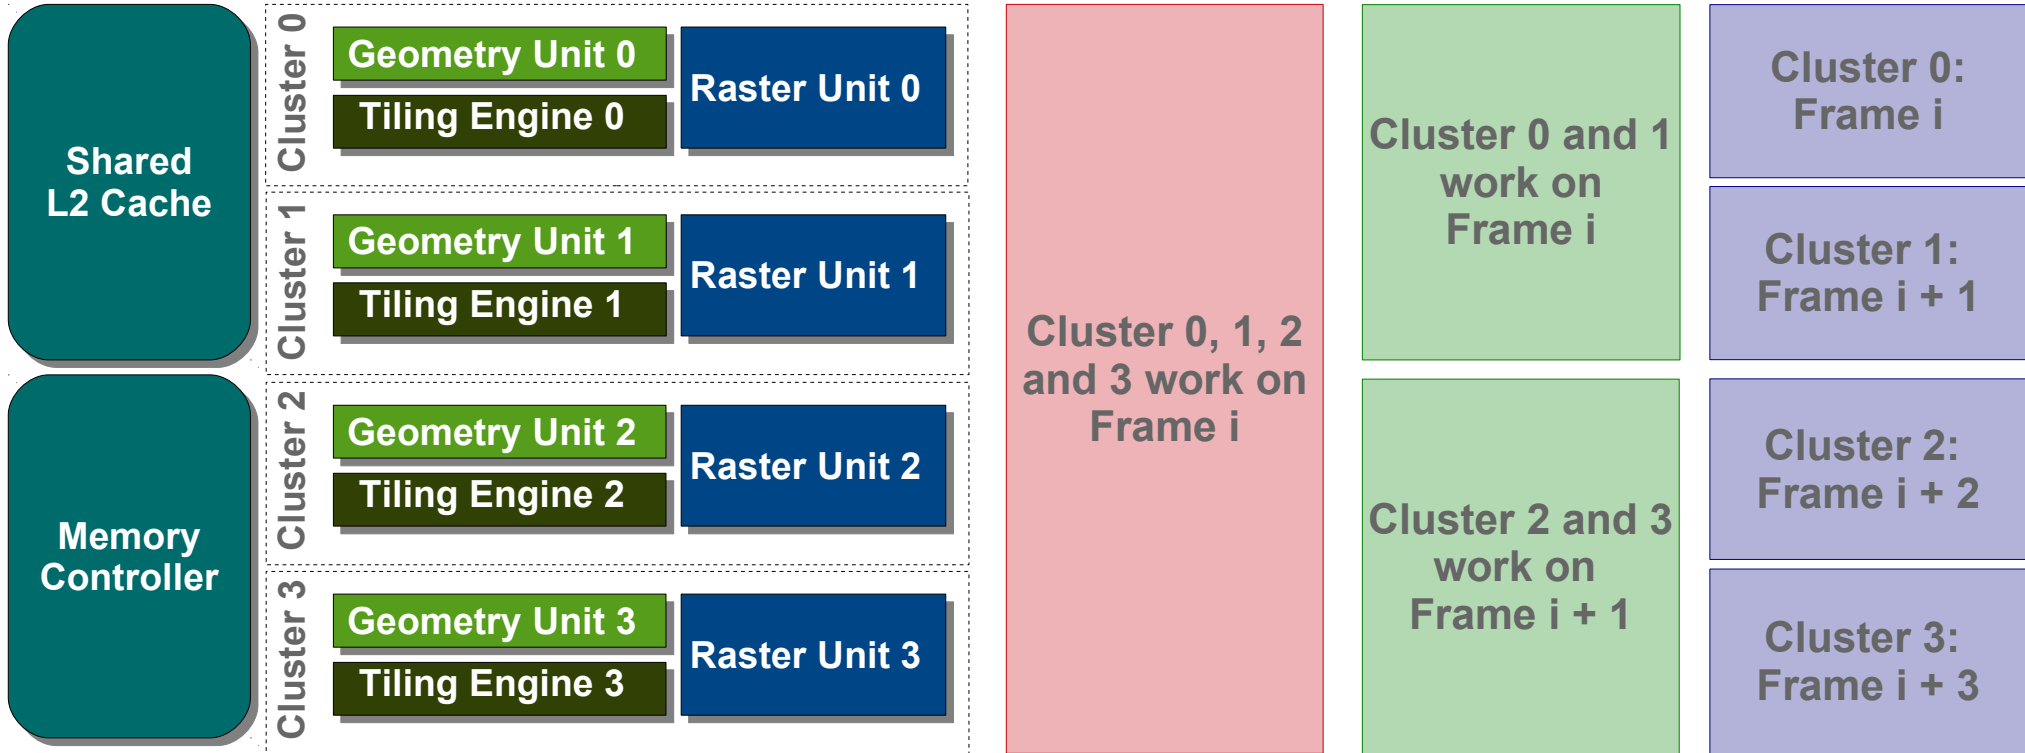 Shared
L2 Cache
Memory
Controller
Cluster 0
Geometry Unit 0
Tiling Engine 0
Raster Unit 0
Cluster 1
Geometry Unit 1
Tiling Engine 1
Raster Unit 1
Cluster 2
Geometry Unit 2
Tiling Engine 2
Raster Unit 2
Cluster 3
Geometry Unit 3
Tiling Engine 3
Raster Unit 3
Cluster 0, 1, 2
and 3 work on
Frame i
Cluster 0 and 1
work on
Frame i
Cluster 2 and 3
work on
Frame i + 1
Cluster 0:
Frame i
Cluster 1:
Frame i + 1
Cluster 2:
Frame i + 2
Cluster 3:
Frame i + 3